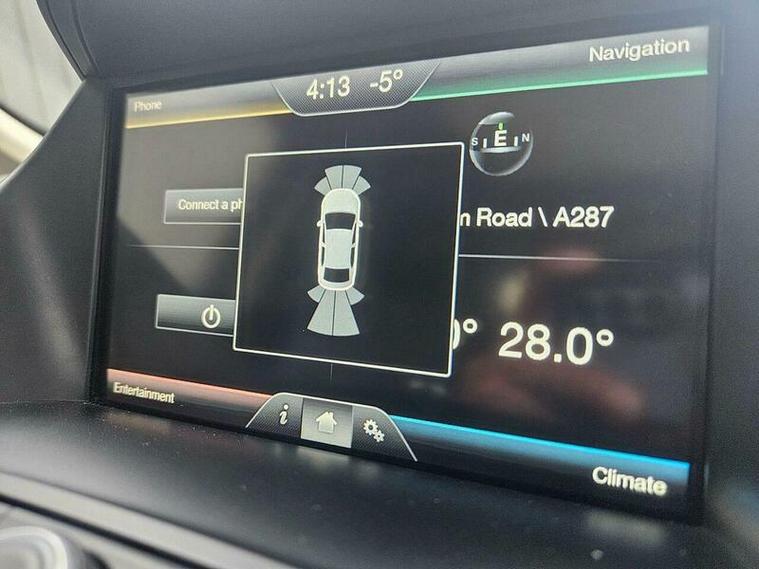 Phone
4:13 -5°
Navigation
S E N
Connect a ph
Road \ A287
° 28.0°
Entertainment
i
Climate